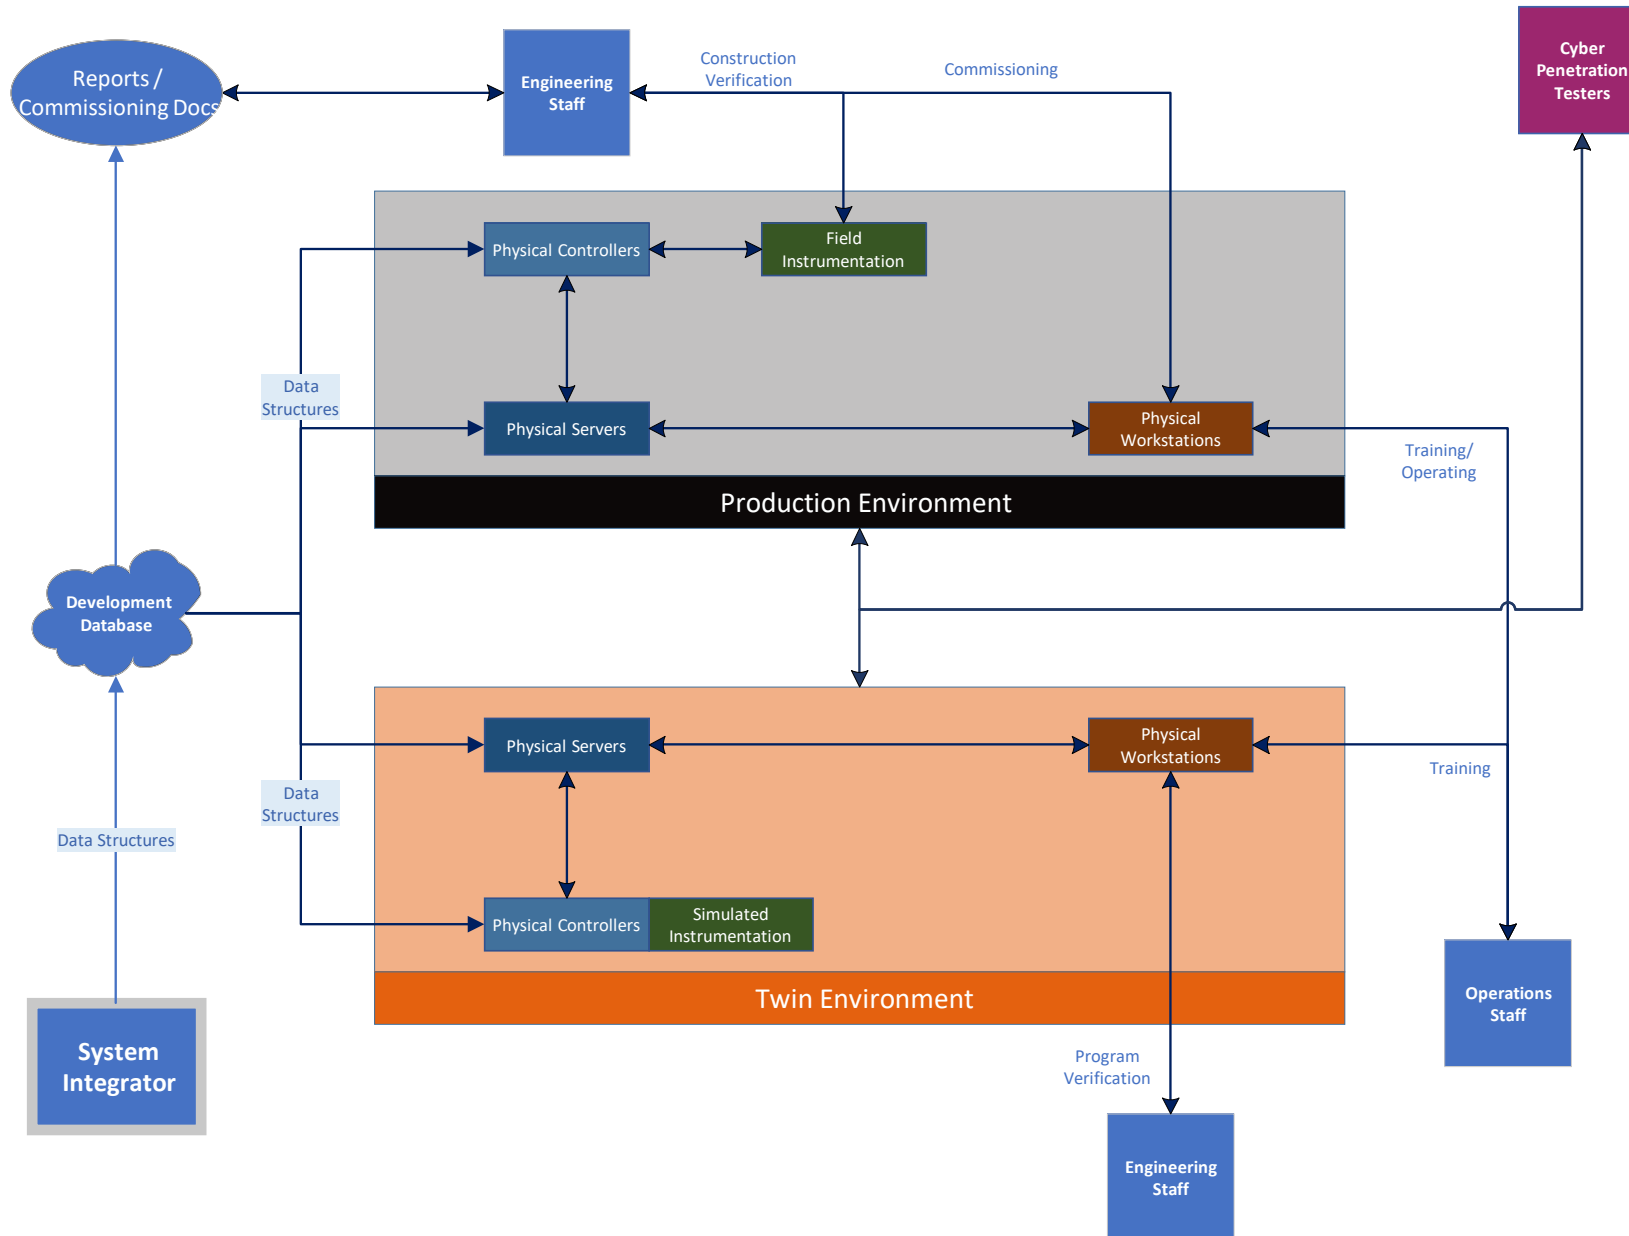 Reports /
Commissioning Docs
Engineering
Staff
Construction
Verification
Commissioning
Cyber
Penetration
Testers
Physical Controllers
Field
Instrumentation
Data
Structures
Physical Servers
Physical
Workstations
Training/
Operating
Production Environment
Development
Database
Physical Servers
Physical
Workstations
Training
Data
Structures
Data Structures
Physical Controllers
Simulated
Instrumentation
Twin Environment
Operations
Staff
System
Integrator
Program
Verification
Engineering
Staff